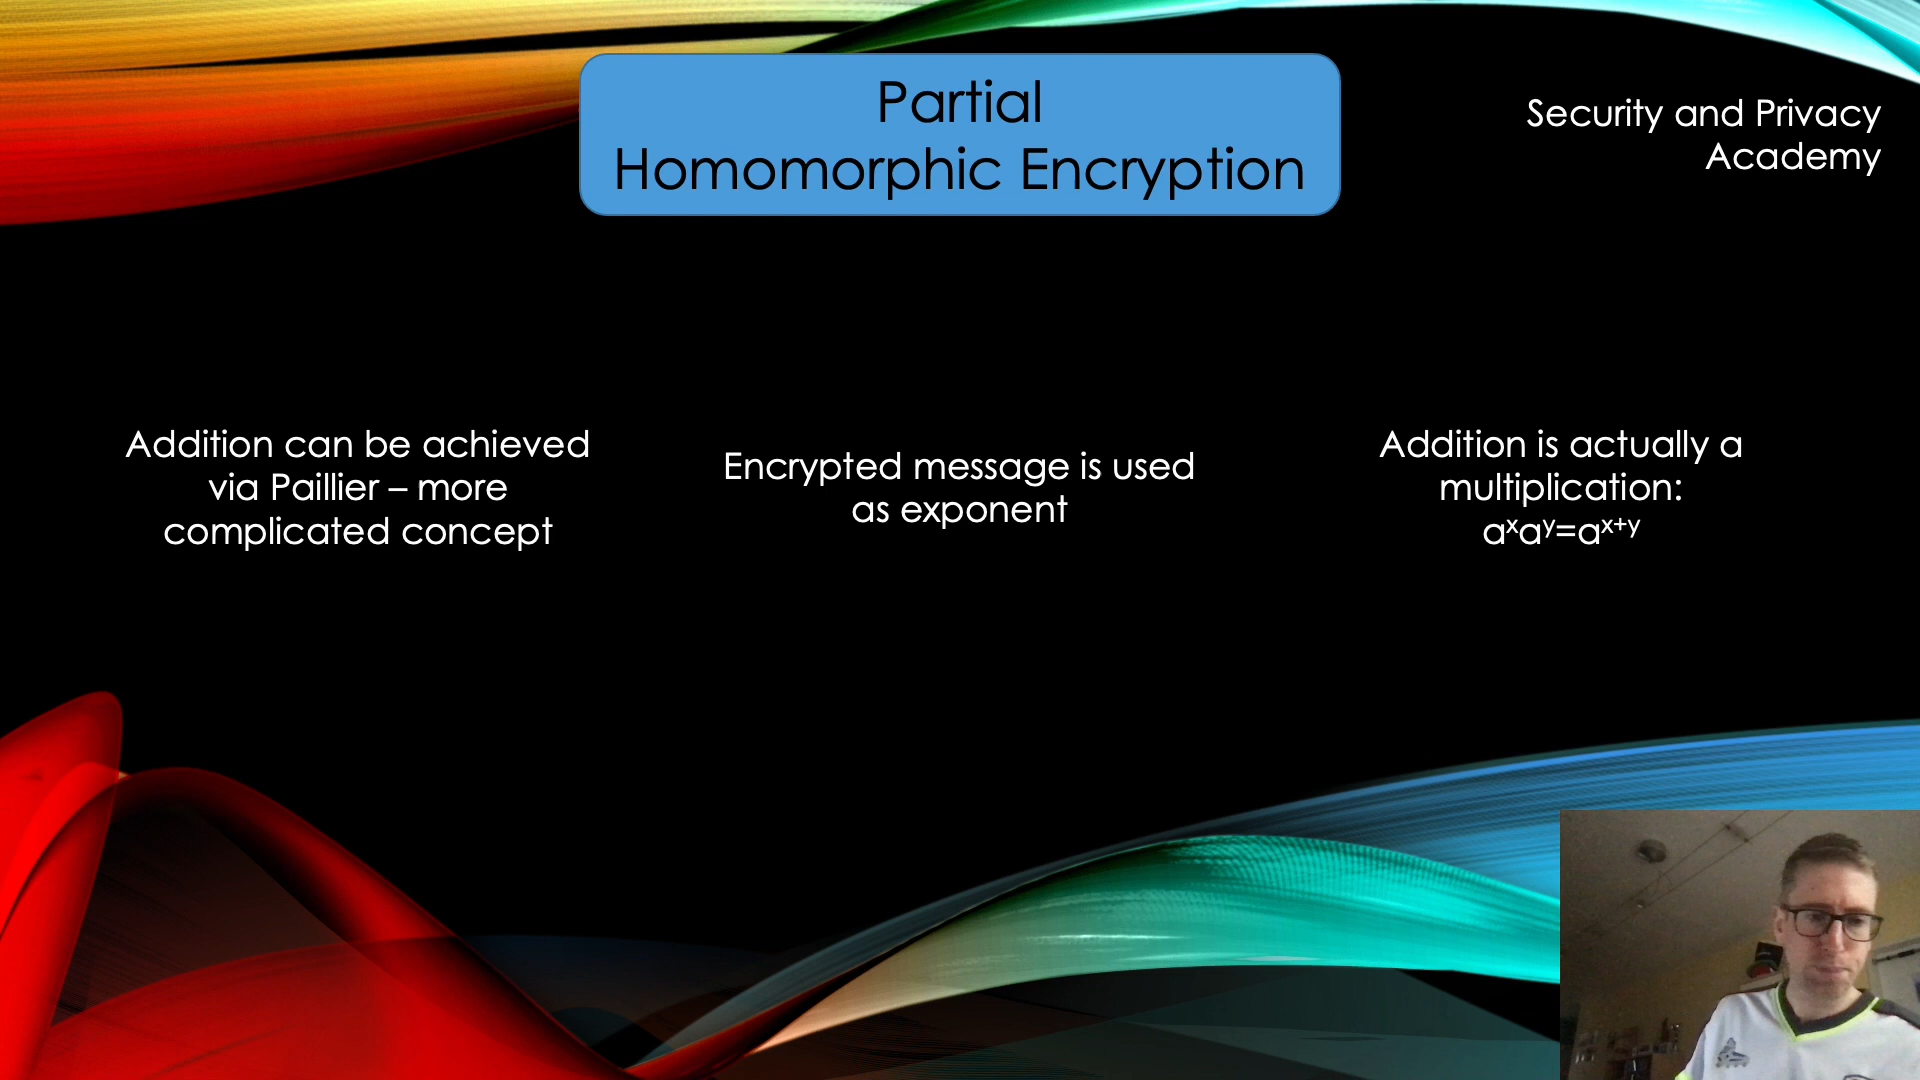 Partial
Homomorphic Encryption
Security and Privacy
Academy
Addition can be achieved
via Paillier – more
complicated concept
Encrypted message is used
as exponent
Addition is actually a
multiplication:
aˣaʸ=aˣ⁺ʸ